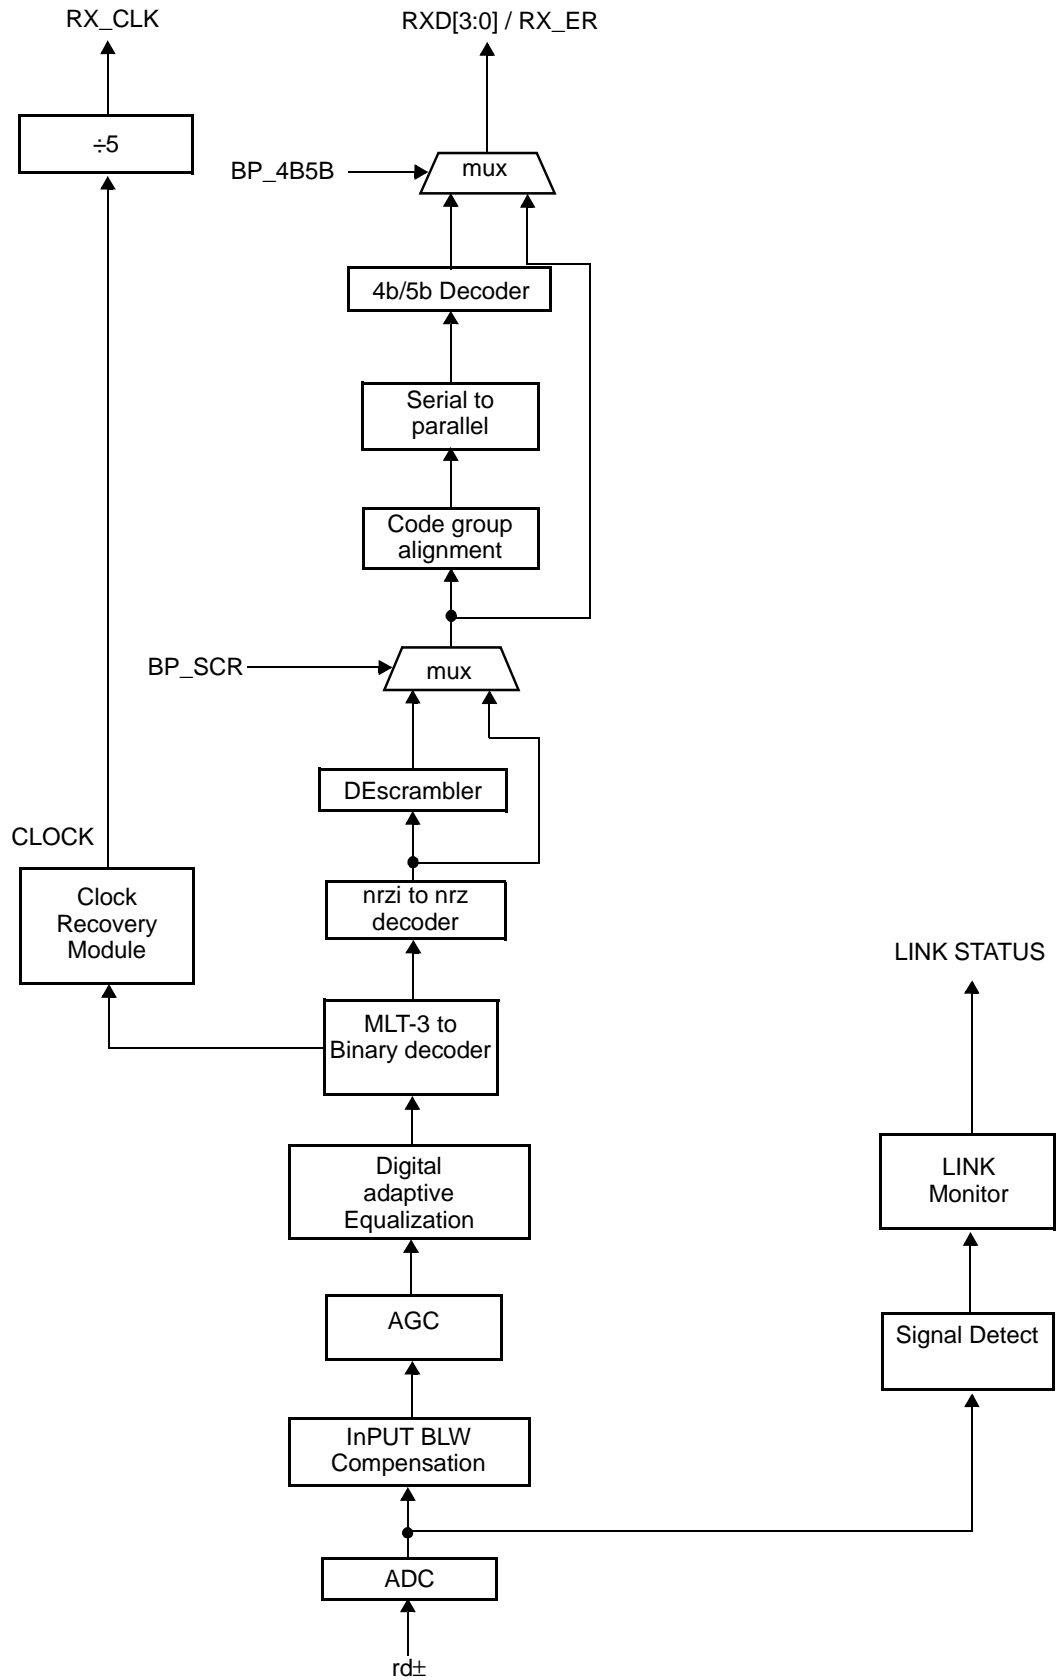 RX_CLK
RXD[3:0] / RX_ER
÷5
BP_4B5B
mux
4b/5b Decoder
Serial to
parallel
Code group
alignment
BP_SCR
mux
DEscrambler
CLOCK
Clock
Recovery
Module
nrzi to nrz
decoder
LINK STATUS
MLT-3 to
Binary decoder
Digital
adaptive
Equalization
LINK
Monitor
AGC
Signal Detect
InPUT BLW
Compensation
ADC
rd±